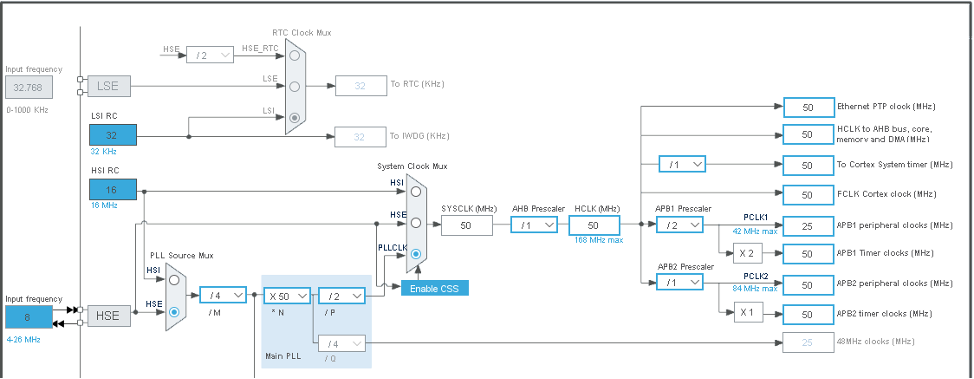 RTC Clock Mux
HSE
/ 2
HSE_RTC
Input frequency
32.768
0-1000 KHz
LSE
LSE
32
To RTC (KHz)
LSI RC
LSI
32
32 KHz
32
To IWDG (KHz)
HSI RC
16
16 MHz
System Clock Mux
HSI
HSE
PLLCLK
SYSCLK (MHz)
50
AHB Prescaler
/ 1
HCLK (MHz)
50
168 MHz max
Enable CSS
PLL Source Mux
HSI
HSE
Input frequency
8
4-26 MHz
HSE
/ 4
/ M
X 50
* N
/ 2
/ P
/ 4
/ Q
Main PLL
50
Ethernet PTP clock (MHz)
50
HCLK to AHB bus, core,
memory and DMA (MHz)
/ 1
50
To Cortex System timer (MHz)
50
FCLK Cortex clock (MHz)
APB1 Prescaler
/ 2
PCLK1
42 MHz max
25
APB1 peripheral clocks (MHz)
X 2
50
APB1 Timer clocks (MHz)
APB2 Prescaler
/ 1
PCLK2
84 MHz max
50
APB2 peripheral clocks (MHz)
X 1
50
APB2 timer clocks (MHz)
25
48MHz clocks (MHz)